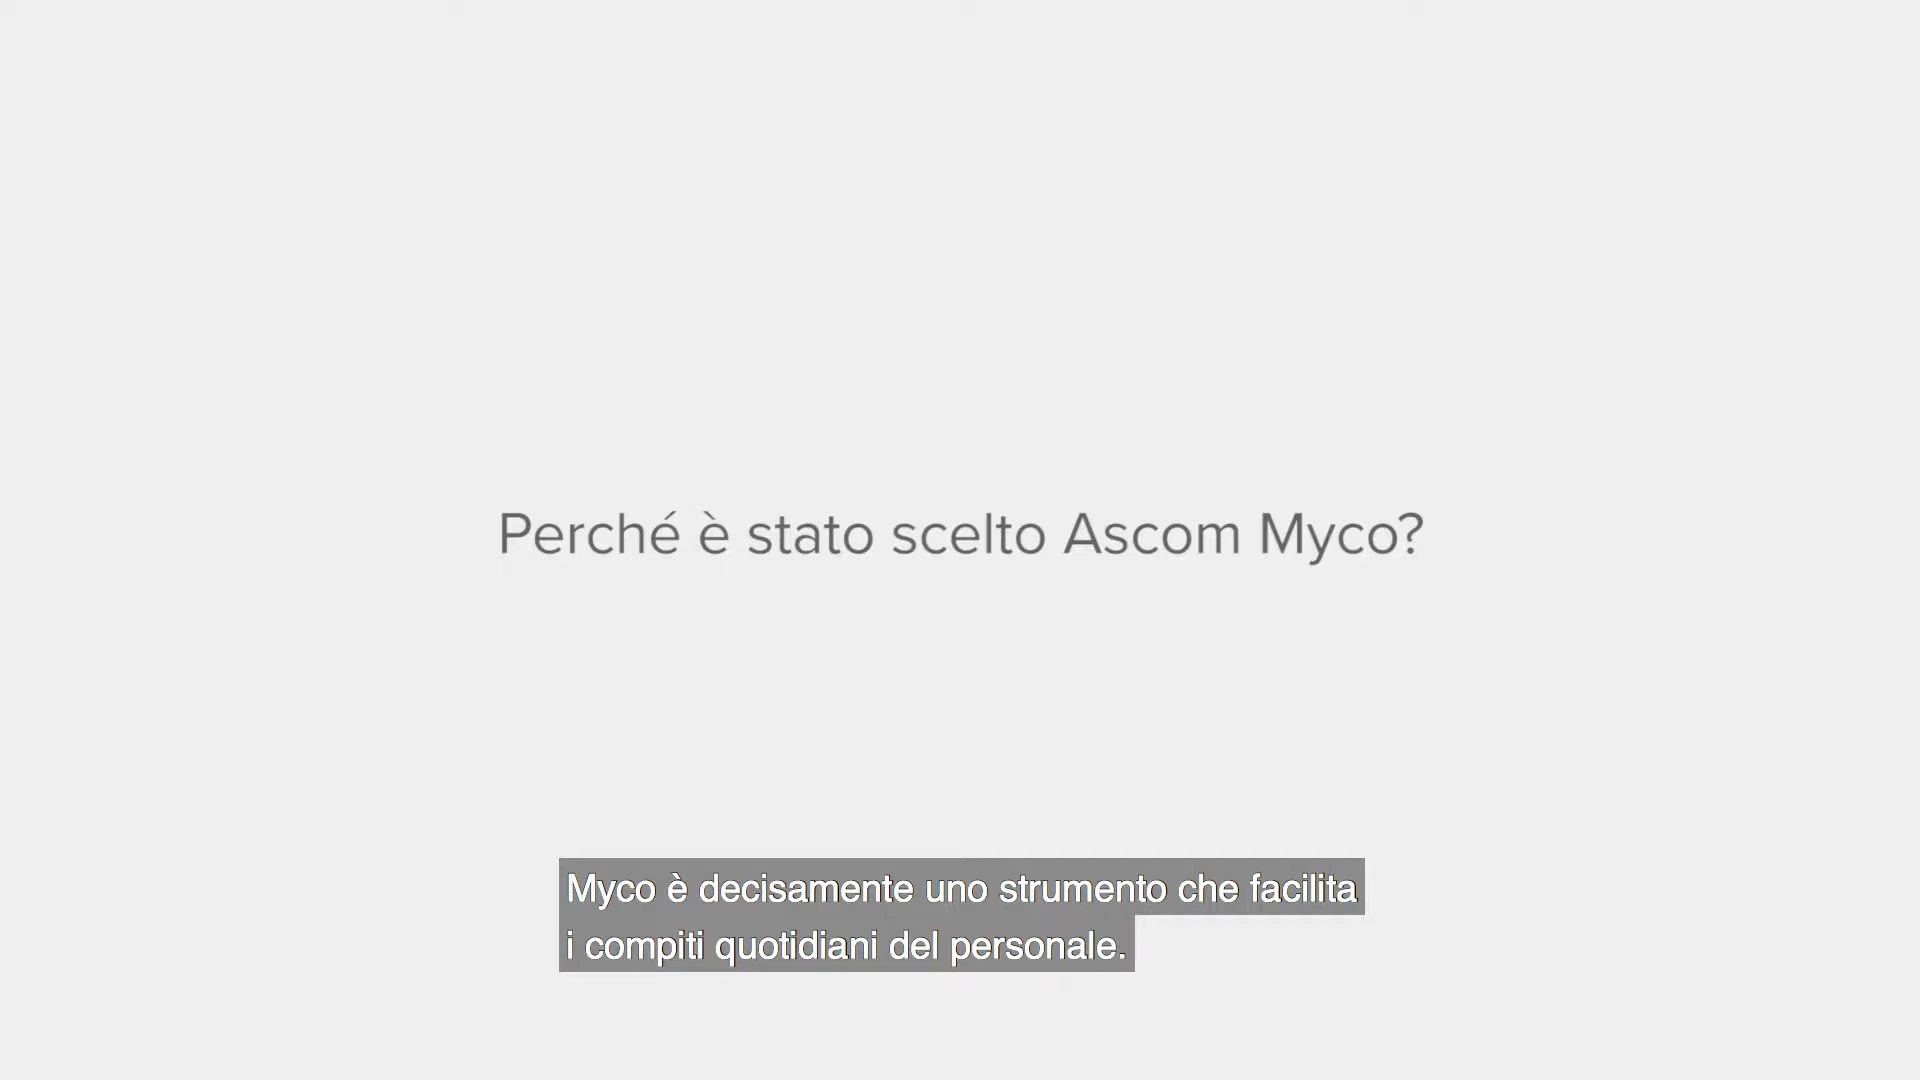 Perché è stato scelto Ascom Myco?
Myco è decisamente uno strumento che facilita
i compiti quotidiani del personale.